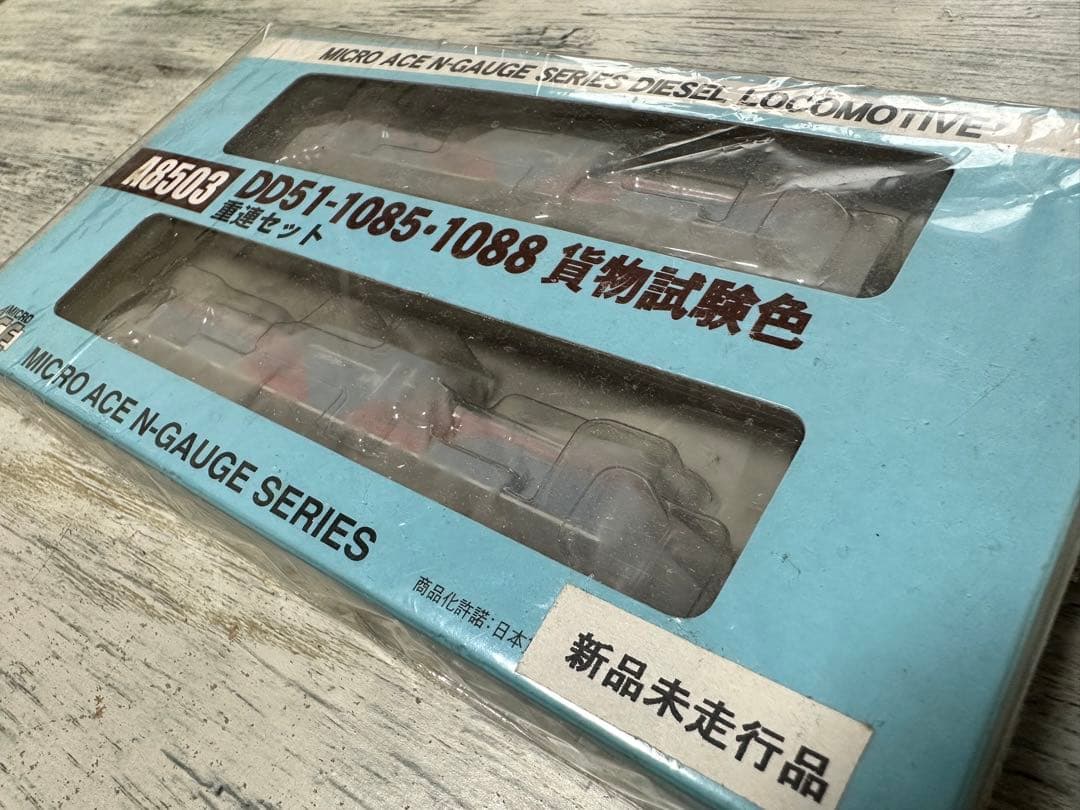 MICRO ACE N-GAUGE SERIES DIESEL LOCOMOTIVE
A8503
DD51-1085・1088 貨物試験色
重連セット
MICRO
MICRO ACE N-GAUGE SERIES
商品化許諾:日本
新品未走行品